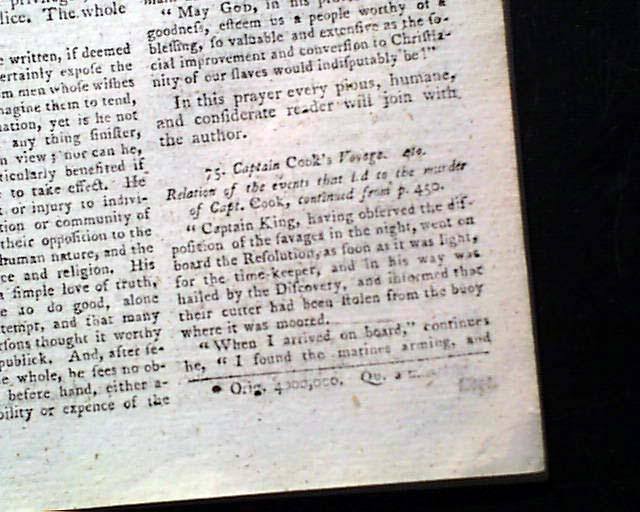 lice. The whole
written, if deemed
ertainly expose the
m men whose wiſhes
magine them to tend,
nation, yet is he not
any thing ſiniſter,
n view; nor can he,
ticularly benefited if
to take effect. He
or injury to indivi-
tion or community of
their oppoſition to the
human nature, and the
ce and religion. His
a ſimple love of truth,
re to do good, alone
tempt, and that many
rſons thought it worthy
publick. And, after ſe-
e whole, he ſees no ob-
before hand, either a-
bility or expence of the
“ May God, in his
goodneſs, eſteem us a people worthy of a
bleſſing, ſo valuable and extenſive as the ſo-
cial improvement and converſion to Chriſtia-
nity of our ſlaves would indiſputably be!”
In this prayer every pious, humane,
and conſiderate reader will join with
the author.
75. Captain Cook's Voyage. &c.
Relation of the events that led to the murder
of Capt. Cook, continued from p. 450.
“ Captain King, having obſerved the diſ-
poſition of the ſavages in the night, went on
board the Reſolution, as ſoon as it was light,
for the time-keeper, and in his way was
hailed by the Diſcovery, and informed that
their cutter had been ſtolen from the buoy
where it was moored.
“ When I arrived on board,” continues
he, “ I found the marines arming, and
* Orig. 4000,000. Qu.